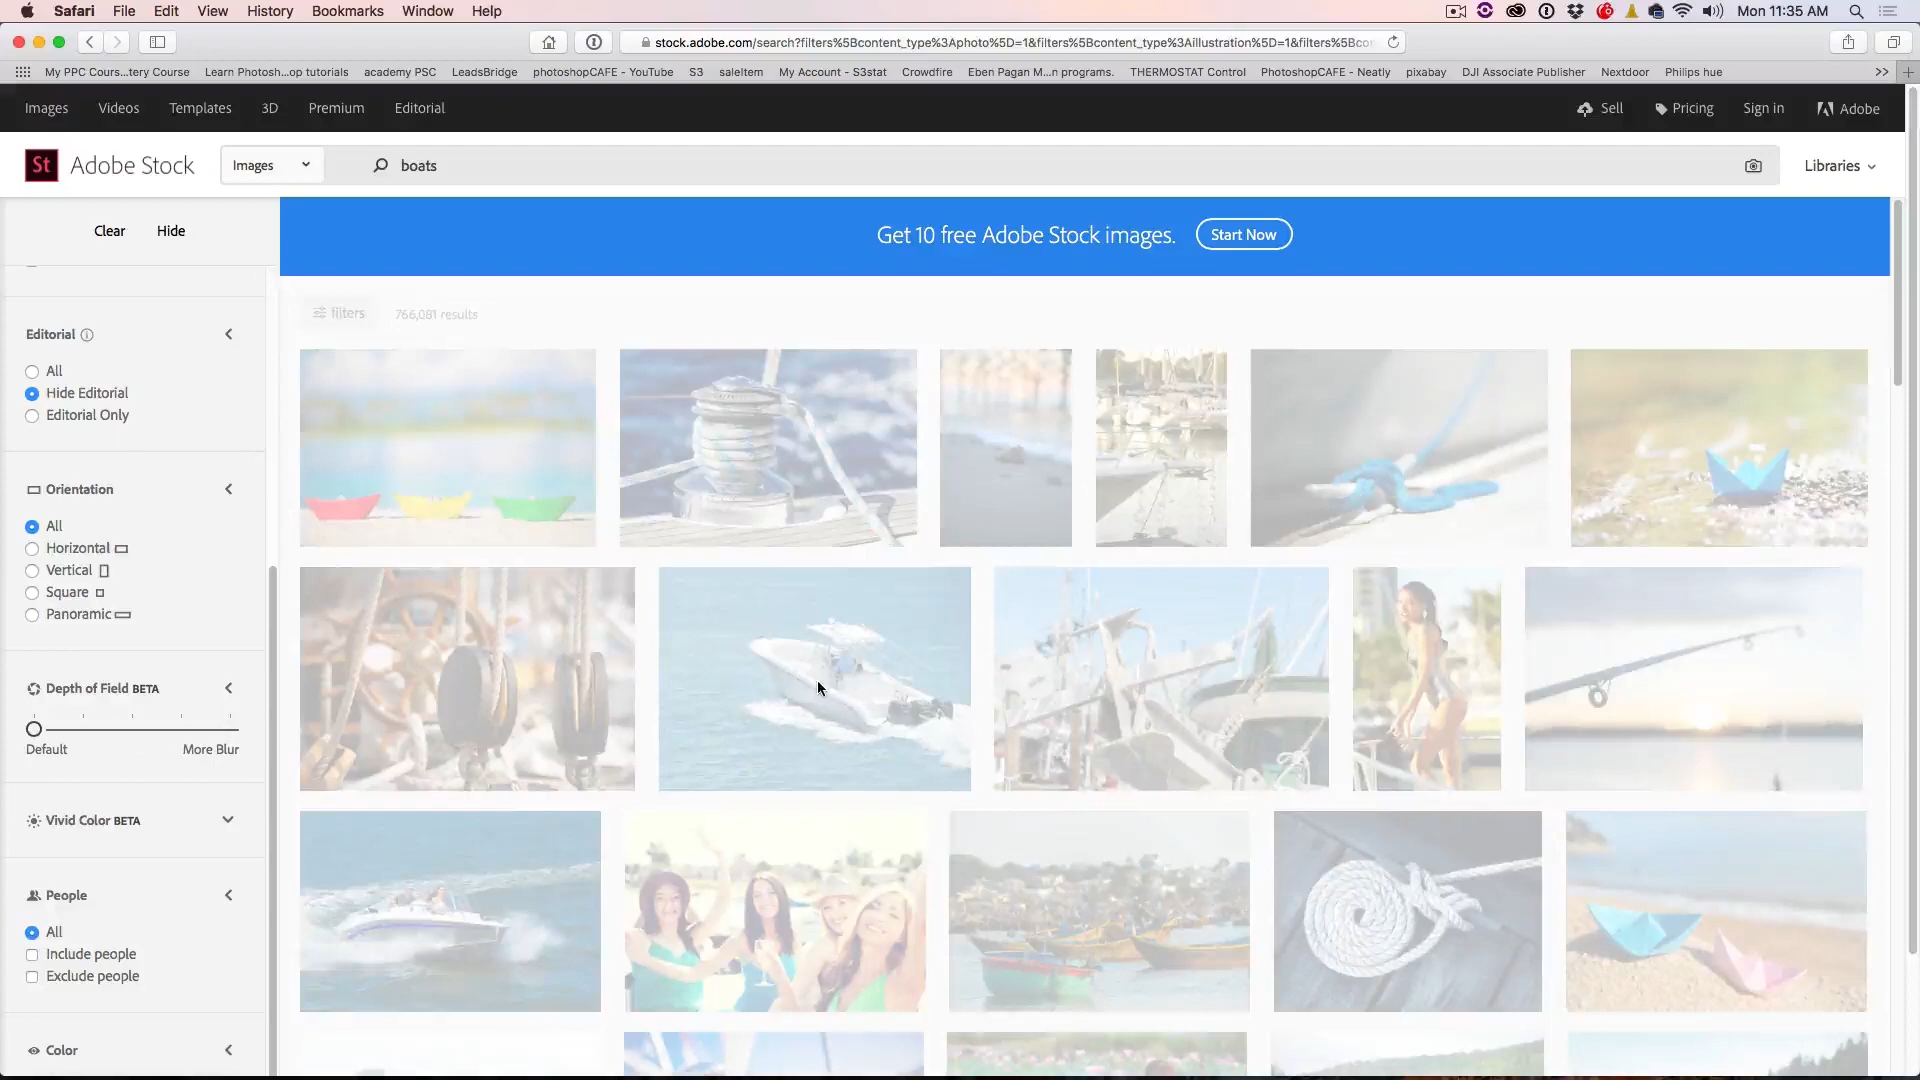 Safari File Edit View History Bookmarks Window Help Mon 11:35 AM
stock.adobe.com/search?filters%5Bcontent_type%3Aphoto%5D=1&filters%5Bcontent_type%3Aillustration%5D=1&filters%5Bco
My PPC Cours...tery Course Learn Photosh...op tutorials academy PSC LeadsBridge photoshopCAFE - YouTube S3 saleItem My Account - S3stat Crowdfire Eben Pagan M...n programs. THERMOSTAT Control PhotoshopCAFE - Neatly pixabay DJI Associate Publisher Nextdoor Philips hue
Images Videos Templates 3D Premium Editorial Sell Pricing Sign in Adobe
St Adobe Stock Images boats Libraries
Clear Hide
Get 10 free Adobe Stock images. Start Now
filters 766,081 results
Editorial
All
Hide Editorial
Editorial Only
Orientation
All
Horizontal
Vertical
Square
Panoramic
Depth of Field BETA
Default More Blur
Vivid Color BETA
People
All
Include people
Exclude people
Color